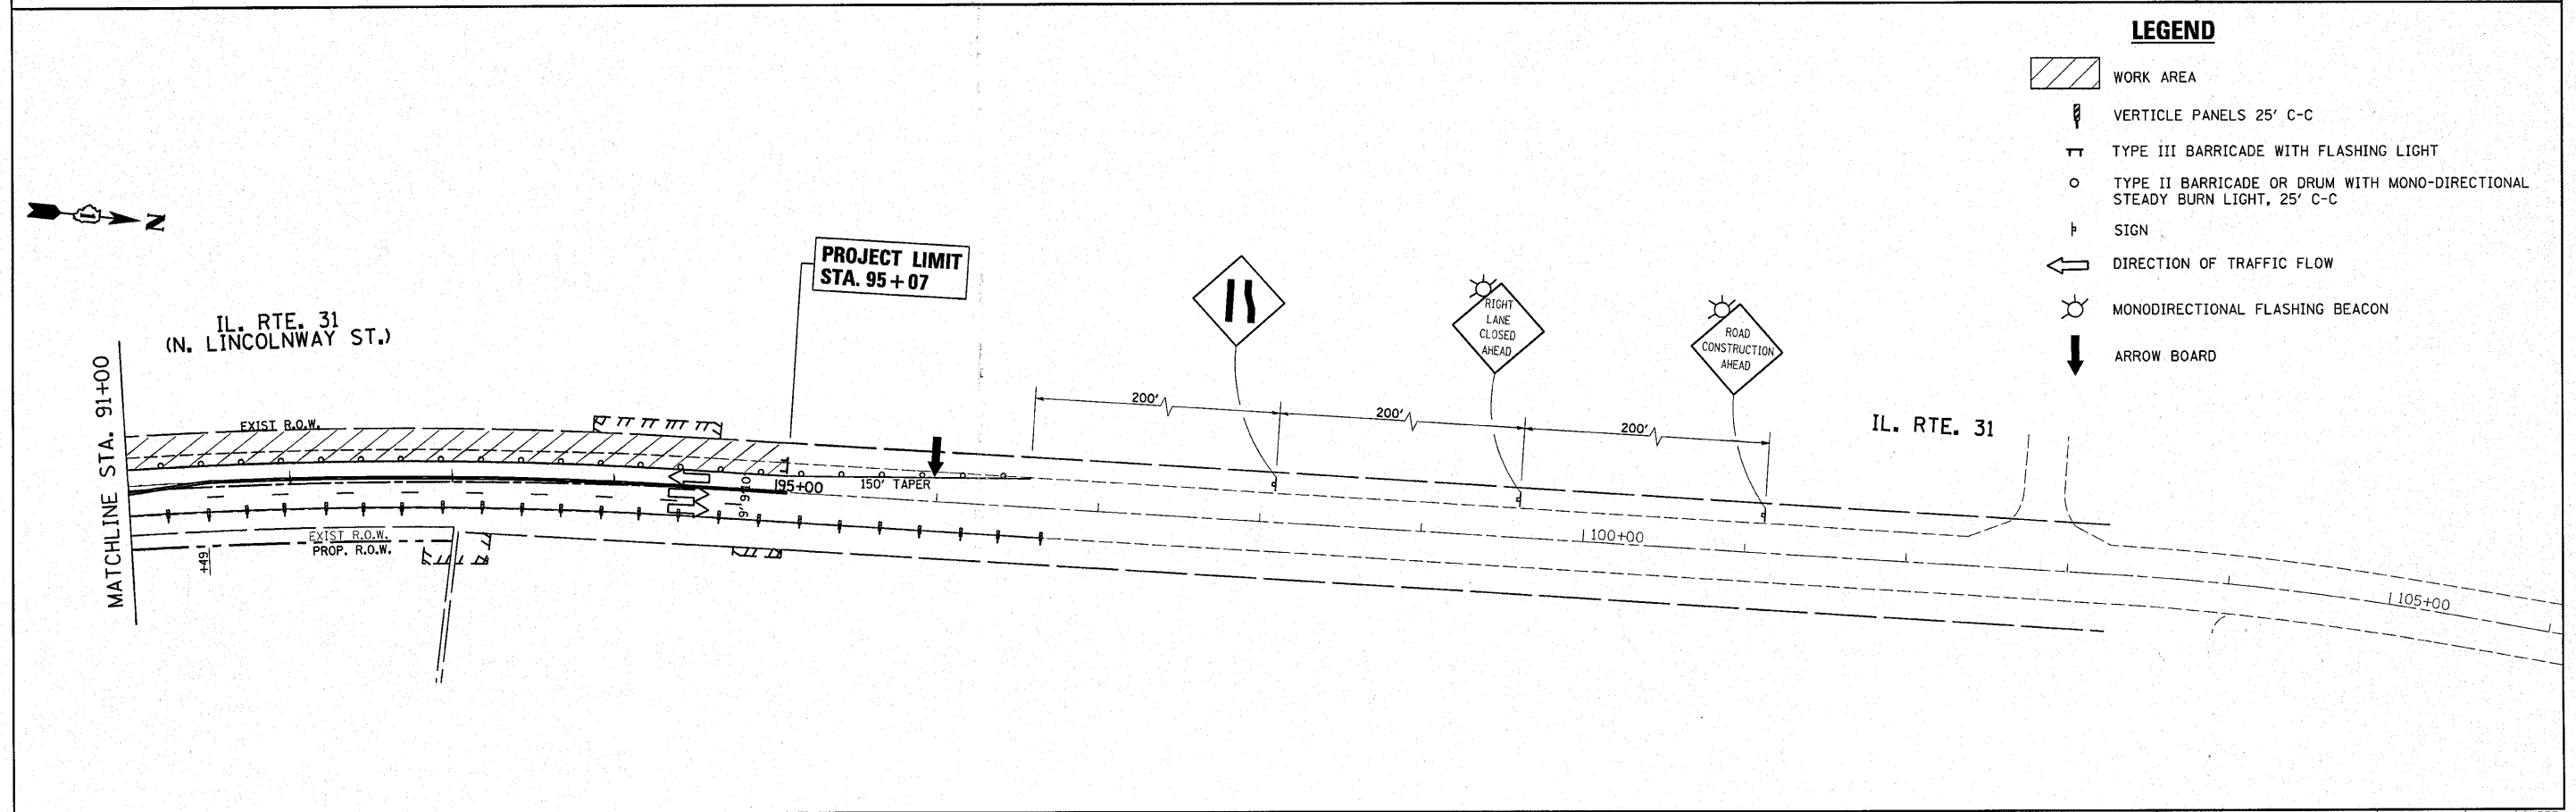 LEGEND
WORK AREA
VERTICLE PANELS 25' C-C
TYPE III BARRICADE WITH FLASHING LIGHT
TYPE II BARRICADE OR DRUM WITH MONO-DIRECTIONAL
STEADY BURN LIGHT, 25' C-C
SIGN
DIRECTION OF TRAFFIC FLOW
MONODIRECTIONAL FLASHING BEACON
ARROW BOARD
N
PROJECT LIMIT
STA. 95+07
IL. RTE. 31
(N. LINCOLNWAY ST.)
MATCHLINE STA. 91+00
RIGHT
LANE
CLOSED
AHEAD
ROAD
CONSTRUCTION
AHEAD
200'
200'
200'
IL. RTE. 31
EXIST R.O.W.
95+00
150' TAPER
10'
9'
9'
EXIST R.O.W.
PROP. R.O.W.
+49
100+00
105+00